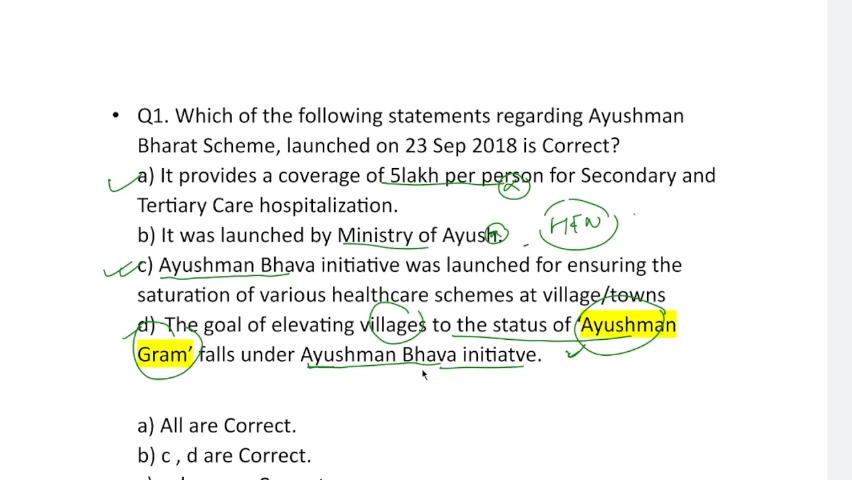 • Q1. Which of the following statements regarding Ayushman
Bharat Scheme, launched on 23 Sep 2018 is Correct?
a) It provides a coverage of 5lakh per person for Secondary and
Tertiary Care hospitalization.
b) It was launched by Ministry of Ayush.
c) Ayushman Bhava initiative was launched for ensuring the
saturation of various healthcare schemes at village/towns
d) The goal of elevating villages to the status of 'Ayushman
Gram' falls under Ayushman Bhava initiatve.
a) All are Correct.
b) c , d are Correct.